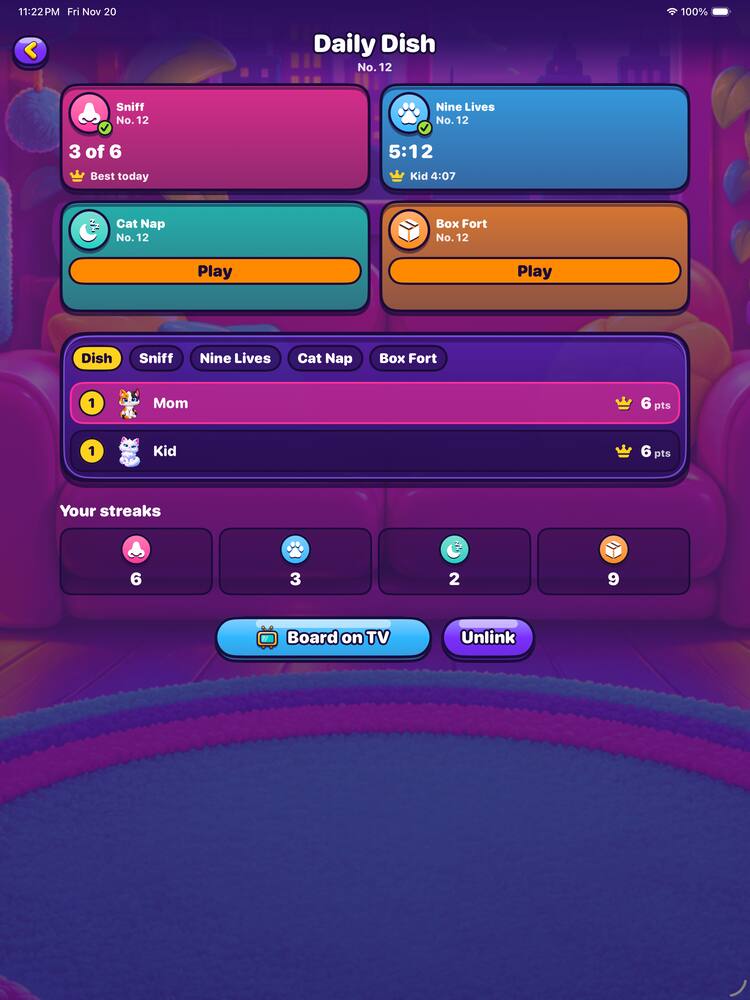 11:22 PM Fri Nov 20
100%
Daily Dish
No. 12
Sniff
No. 12
3 of 6
Best today
Nine Lives
No. 12
5:12
Kid 4:07
Cat Nap
No. 12
Play
Box Fort
No. 12
Play
Dish Sniff Nine Lives Cat Nap Box Fort
1 Mom 6 pts
1 Kid 6 pts
Your streaks
6 3 2 9
Board on TV Unlink